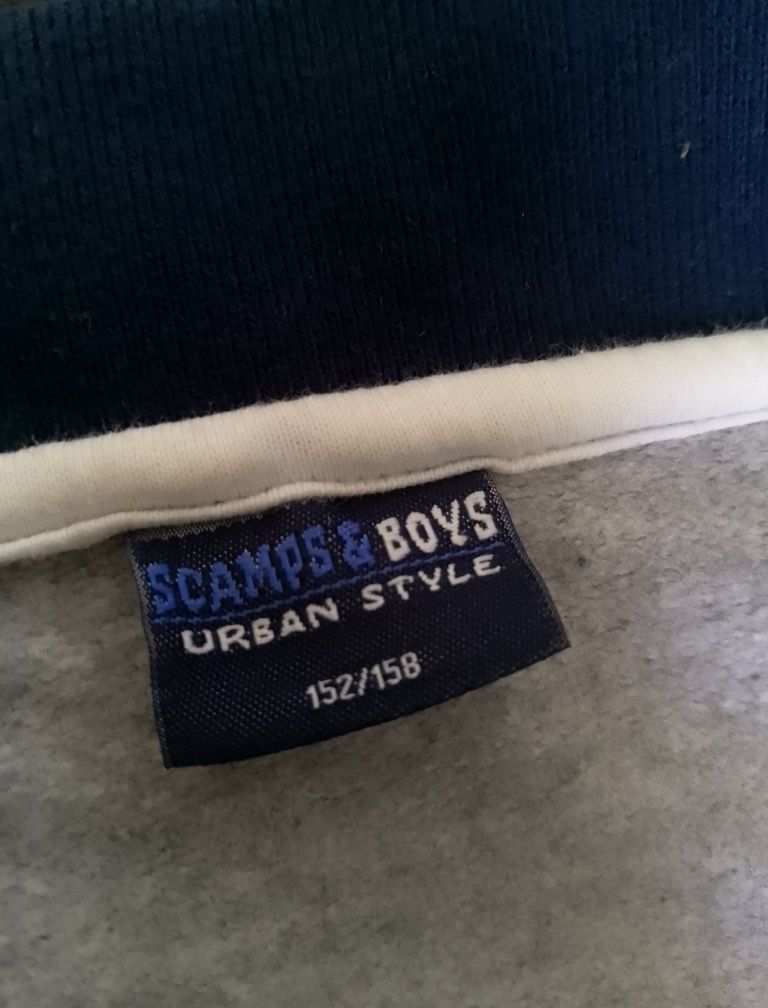 SCAMPS & BOYS
URBAN STYLE
152/158